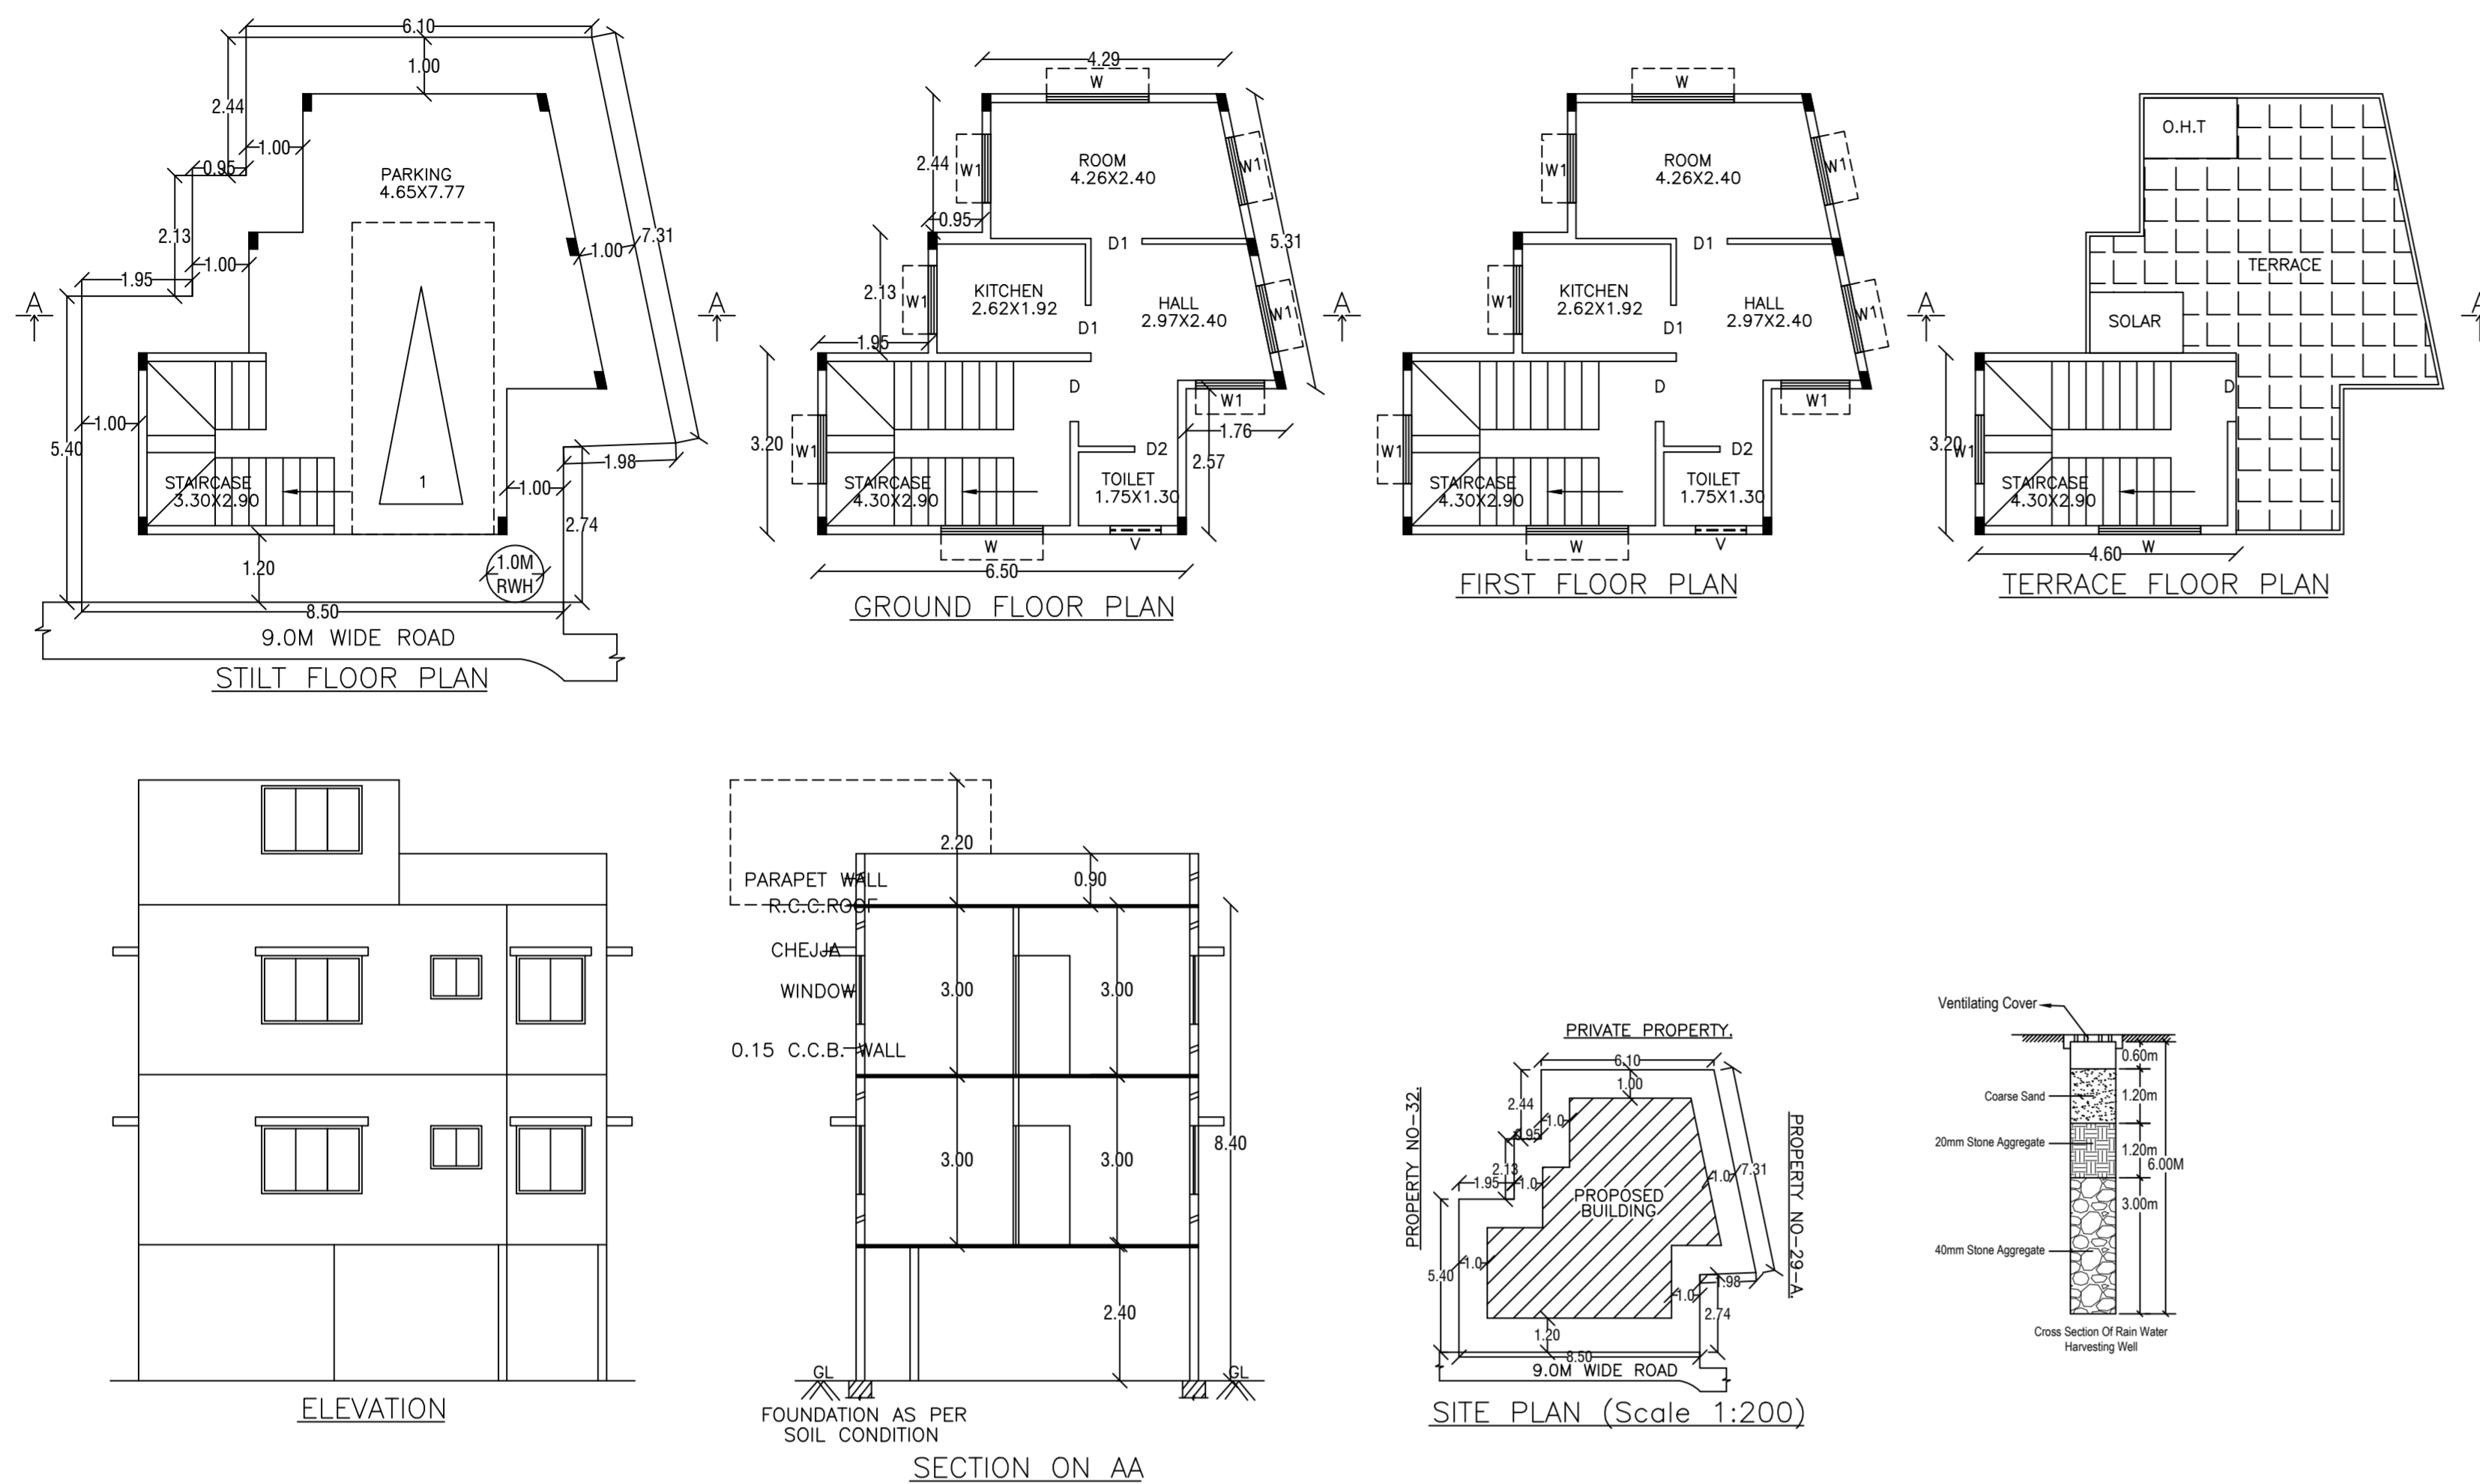 6.10
1.00
2.44
1.00
0.95
PARKING
4.65X7.77
2.13
1.00
1.95
7.31
1.00
A
A
1.00
5.40
STAIRCASE
3.30X2.90
1
1.98
1.00
2.74
1.20
1.0M
RWH
8.50
9.0M WIDE ROAD
STILT FLOOR PLAN
4.29
W
2.44
W1
ROOM
4.26X2.40
W1
0.95
D1
5.31
2.13
W1
KITCHEN
2.62X1.92
HALL
2.97X2.40
W1
D1
A
1.95
D
W1
1.76
3.20
W1
D2
2.57
STAIRCASE
4.30X2.90
TOILET
1.75X1.30
W
V
6.50
GROUND FLOOR PLAN
W
W1
ROOM
4.26X2.40
W1
D1
W1
KITCHEN
2.62X1.92
HALL
2.97X2.40
W1
D1
A
D
W1
W1
D2
STAIRCASE
4.30X2.90
TOILET
1.75X1.30
W
V
FIRST FLOOR PLAN
O.H.T
TERRACE
SOLAR
A
D
3.20
W1
STAIRCASE
4.30X2.90
4.60
W
TERRACE FLOOR PLAN
ELEVATION
2.20
PARAPET WALL
0.90
R.C.C.ROOF
CHEJJA
WINDOW
3.00
3.00
0.15 C.C.B. WALL
3.00
3.00
8.40
2.40
GL
GL
FOUNDATION AS PER
SOIL CONDITION
SECTION ON AA
PRIVATE PROPERTY.
6.10
1.00
2.44
1.0
0.95
PROPERTY NO-32.
2.13
1.95
1.0
1.0
7.31
PROPERTY NO-29-A.
PROPOSED
BUILDING
5.40
1.0
1.98
1.0
2.74
1.20
8.50
9.0M WIDE ROAD
SITE PLAN (Scale 1:200)
Ventilating Cover
0.60m
Coarse Sand
1.20m
20mm Stone Aggregate
1.20m
6.00M
3.00m
40mm Stone Aggregate
Cross Section Of Rain Water
Harvesting Well